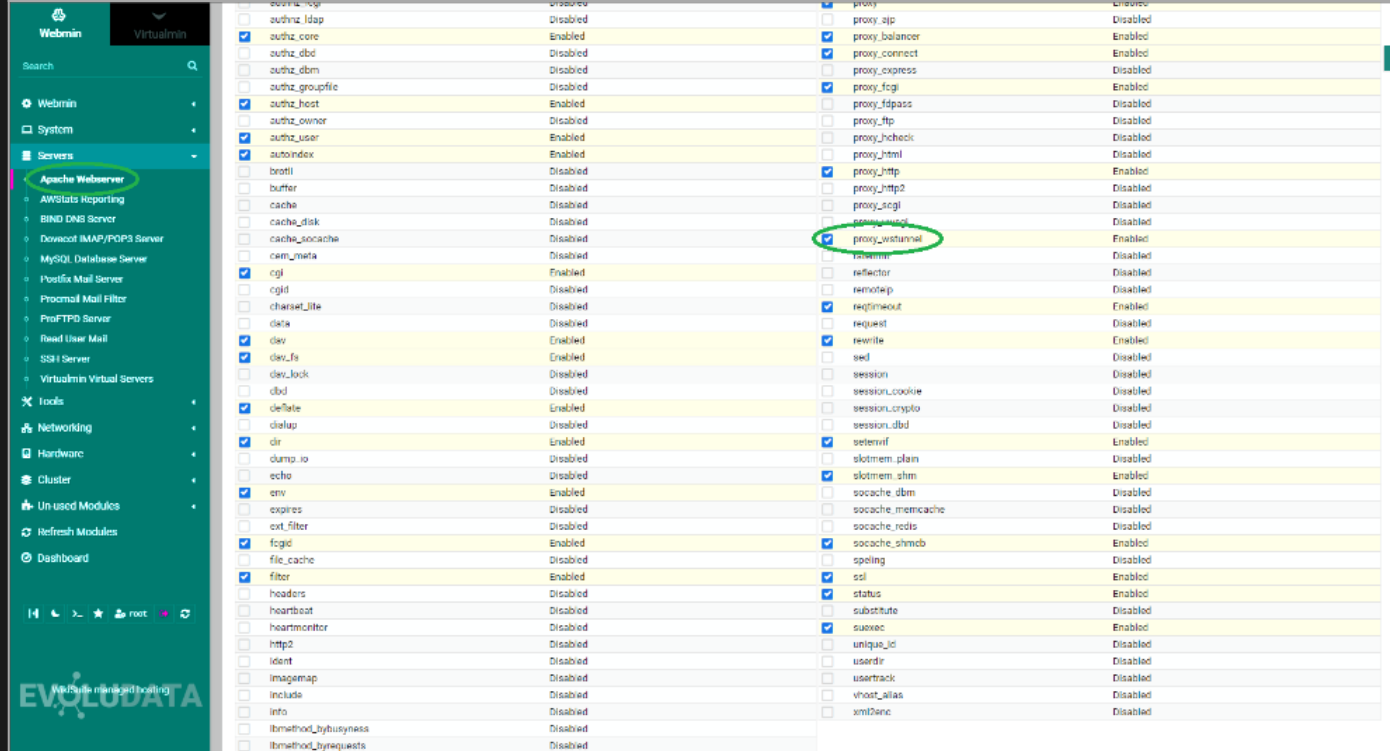 Webmin
Virtualmin
Search
Webmin
System
Servers
Apache Webserver
AWStats Reporting
BIND DNS Server
Dovecot IMAP/POP3 Server
MySQL Database Server
Postfix Mail Server
Procmail Mail Filter
ProFTPD Server
Read User Mail
SSH Server
Virtualmin Virtual Servers
Tools
Networking
Hardware
Cluster
Un-used Modules
Refresh Modules
Dashboard
root
EVOLUDATA
WebSuite managed hosting
authnz_fcgi Disabled
authnz_ldap Disabled
authz_core Enabled
authz_dbd Disabled
authz_dbm Disabled
authz_groupfile Disabled
authz_host Enabled
authz_owner Disabled
authz_user Enabled
autoindex Enabled
brotli Disabled
buffer Disabled
cache Disabled
cache_disk Disabled
cache_socache Disabled
cern_meta Disabled
cgi Enabled
cgid Disabled
charset_lite Disabled
data Disabled
dav Enabled
dav_fs Enabled
dav_lock Disabled
dbd Disabled
deflate Enabled
dialup Disabled
dir Enabled
dump_io Disabled
echo Disabled
env Enabled
expires Disabled
ext_filter Disabled
fcgid Enabled
file_cache Disabled
filter Enabled
headers Disabled
heartbeat Disabled
heartmonitor Disabled
http2 Disabled
ident Disabled
imagemap Disabled
include Disabled
info Disabled
lbmethod_bybusyness Disabled
lbmethod_byrequests Disabled
proxy Enabled
proxy_ajp Disabled
proxy_balancer Enabled
proxy_connect Enabled
proxy_express Disabled
proxy_fcgi Enabled
proxy_fdpass Disabled
proxy_ftp Disabled
proxy_hcheck Disabled
proxy_html Disabled
proxy_http Enabled
proxy_http2 Disabled
proxy_scgi Disabled
proxy_uwsgi Disabled
proxy_wstunnel Enabled
ratelimit Disabled
reflector Disabled
remoteip Disabled
reqtimeout Enabled
request Disabled
rewrite Enabled
sed Disabled
session Disabled
session_cookie Disabled
session_crypto Disabled
session_dbd Disabled
setenvif Enabled
slotmem_plain Disabled
slotmem_shm Enabled
socache_dbm Disabled
socache_memcache Disabled
socache_redis Disabled
socache_shmcb Enabled
speling Disabled
ssl Enabled
status Enabled
substitute Disabled
suexec Enabled
unique_id Disabled
userdir Disabled
usertrack Disabled
vhost_alias Disabled
xml2enc Disabled